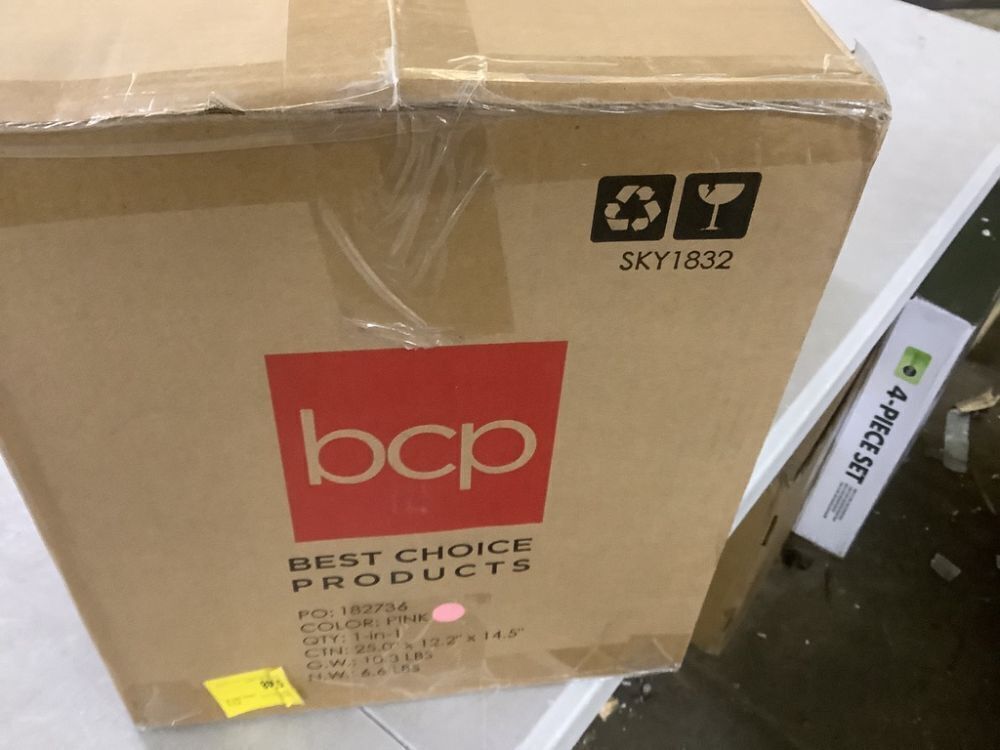 SKY1832
bcp
BEST CHOICE
PRODUCTS
PO: 182736
COLOR: PINK
QTY: 1-in-1
CTN: 25.0" x 12.2" x 14.5"
G.W.: 10.3 LBS
N.W.: 6.6 LBS
4-PIECE SET